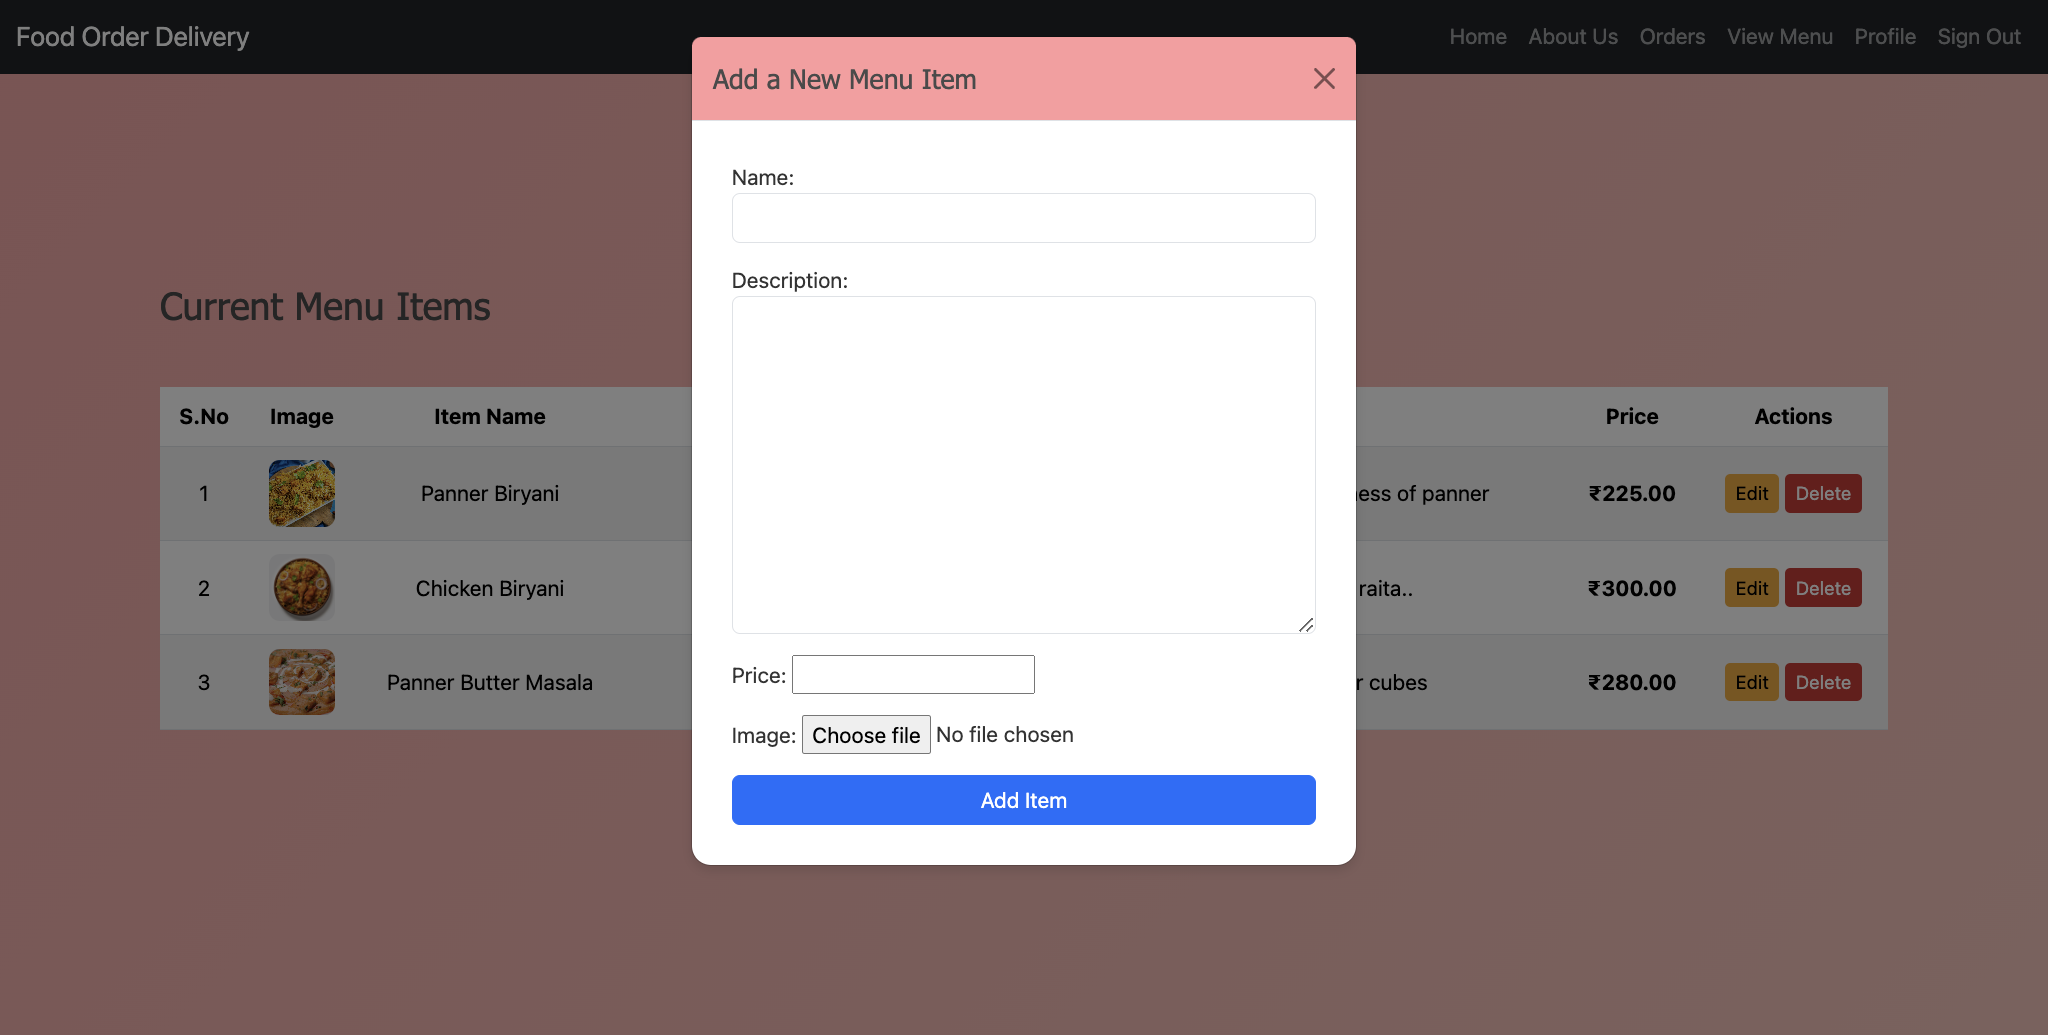 Food Order Delivery
Home About Us Orders View Menu Profile Sign Out
Add a New Menu Item
Name:
Description:
Price:
Image: Choose file No file chosen
Add Item
Current Menu Items
S.No Image Item Name Price Actions
1 Panner Biryani of panner ₹225.00 Edit Delete
2 Chicken Biryani raita.. ₹300.00 Edit Delete
3 Panner Butter Masala cubes ₹280.00 Edit Delete